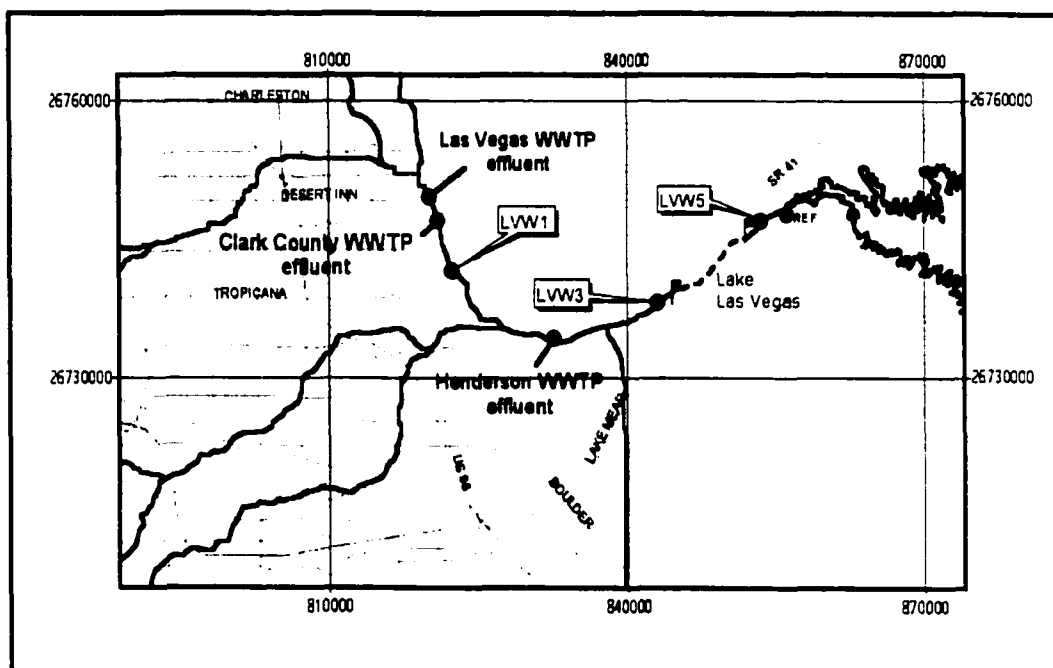 810000
840000
870000
26760000
26760000
CHARLESTON
Las Vegas WWTP
effluent
DESERT INN
SR 41
LVW5
REF
LVW1
Clark County WWTP
effluent
TROPICANA
LVW3
Lake
Las Vegas
26730000
26730000
Henderson WWTP
effluent
LAKE MEAD
BOULDER
US 95
810000
840000
870000